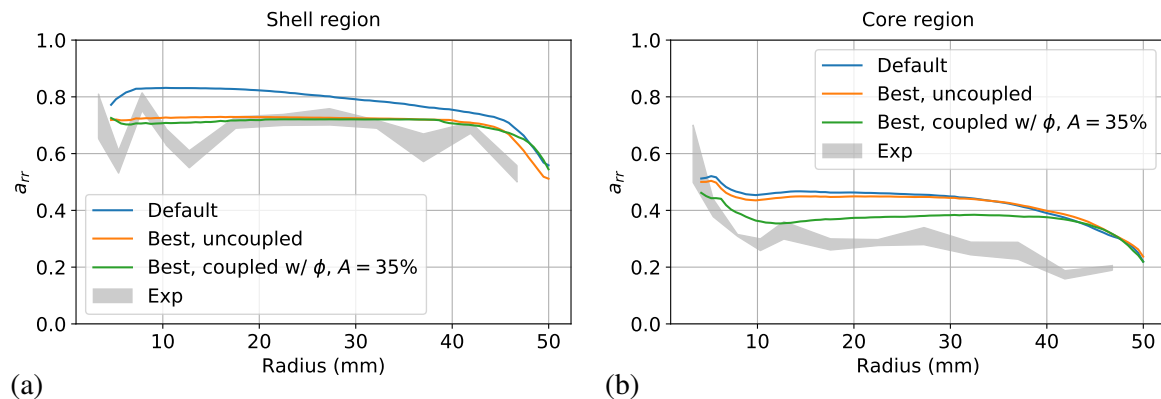 Shell region
1.0
0.8
0.6
0.4
0.2
0.0
a_rr
Default
Best, uncoupled
Best, coupled w/ ϕ, A = 35%
Exp
10 20 30 40 50
Radius (mm)
(a)
Core region
1.0
0.8
0.6
0.4
0.2
0.0
a_rr
Default
Best, uncoupled
Best, coupled w/ ϕ, A = 35%
Exp
10 20 30 40 50
Radius (mm)
(b)